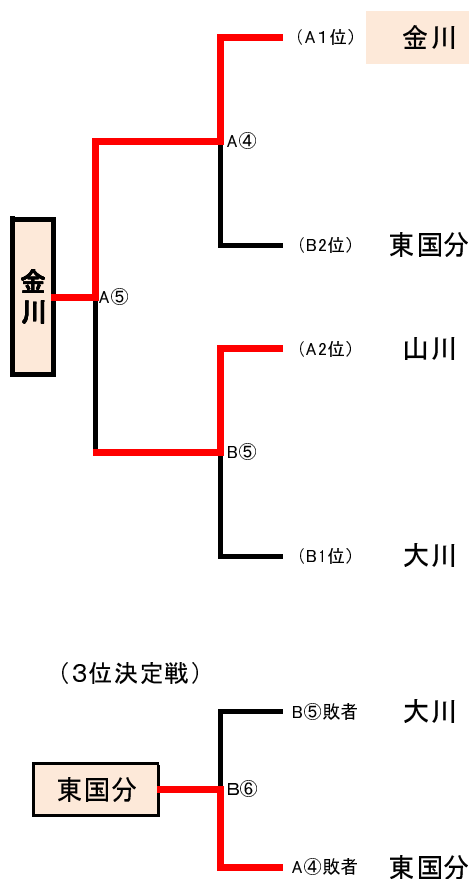 （A１位）　金川
A④
（B2位）　東国分
金川
A⑤
（A2位）　山川
B⑤
（B1位）　大川
（３位決定戦）
B⑤敗者　大川
東国分
B⑥
A④敗者　東国分